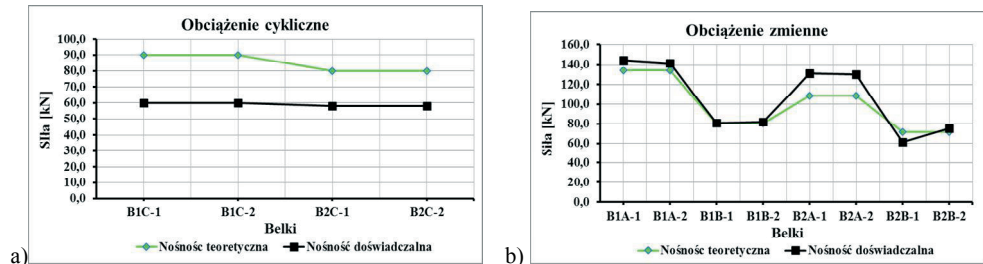 Obciążenie cykliczne
100,0
90,0
80,0
70,0
60,0
50,0
40,0
30,0
20,0
10,0
0,0
Siła [kN]
B1C-1 B1C-2 B2C-1 B2C-2
Belki
Nośnośc teoretyczna Nośność doświadczalna
a)
Obciążenie zmienne
160,0
140,0
120,0
100,0
80,0
60,0
40,0
20,0
0,0
Siła [kN]
B1A-1 B1A-2 B1B-1 B1B-2 B2A-1 B2A-2 B2B-1 B2B-2
Belki
Nośnośc teoretyczna Nośność doświadczalna
b)